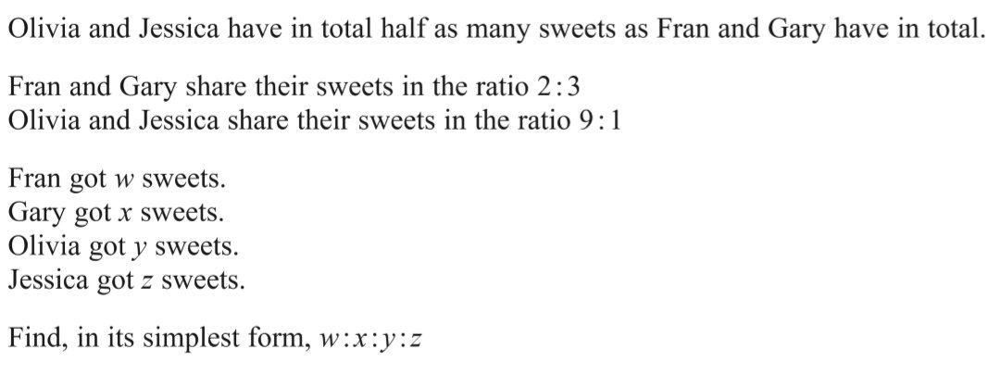 Olivia and Jessica have in total half as many sweets as Fran and Gary have in total.
Fran and Gary share their sweets in the ratio 2:3
Olivia and Jessica share their sweets in the ratio 9:1
Fran got w sweets.
Gary got x sweets.
Olivia got y sweets.
Jessica got z sweets.
Find, in its simplest form, w:x:y:z